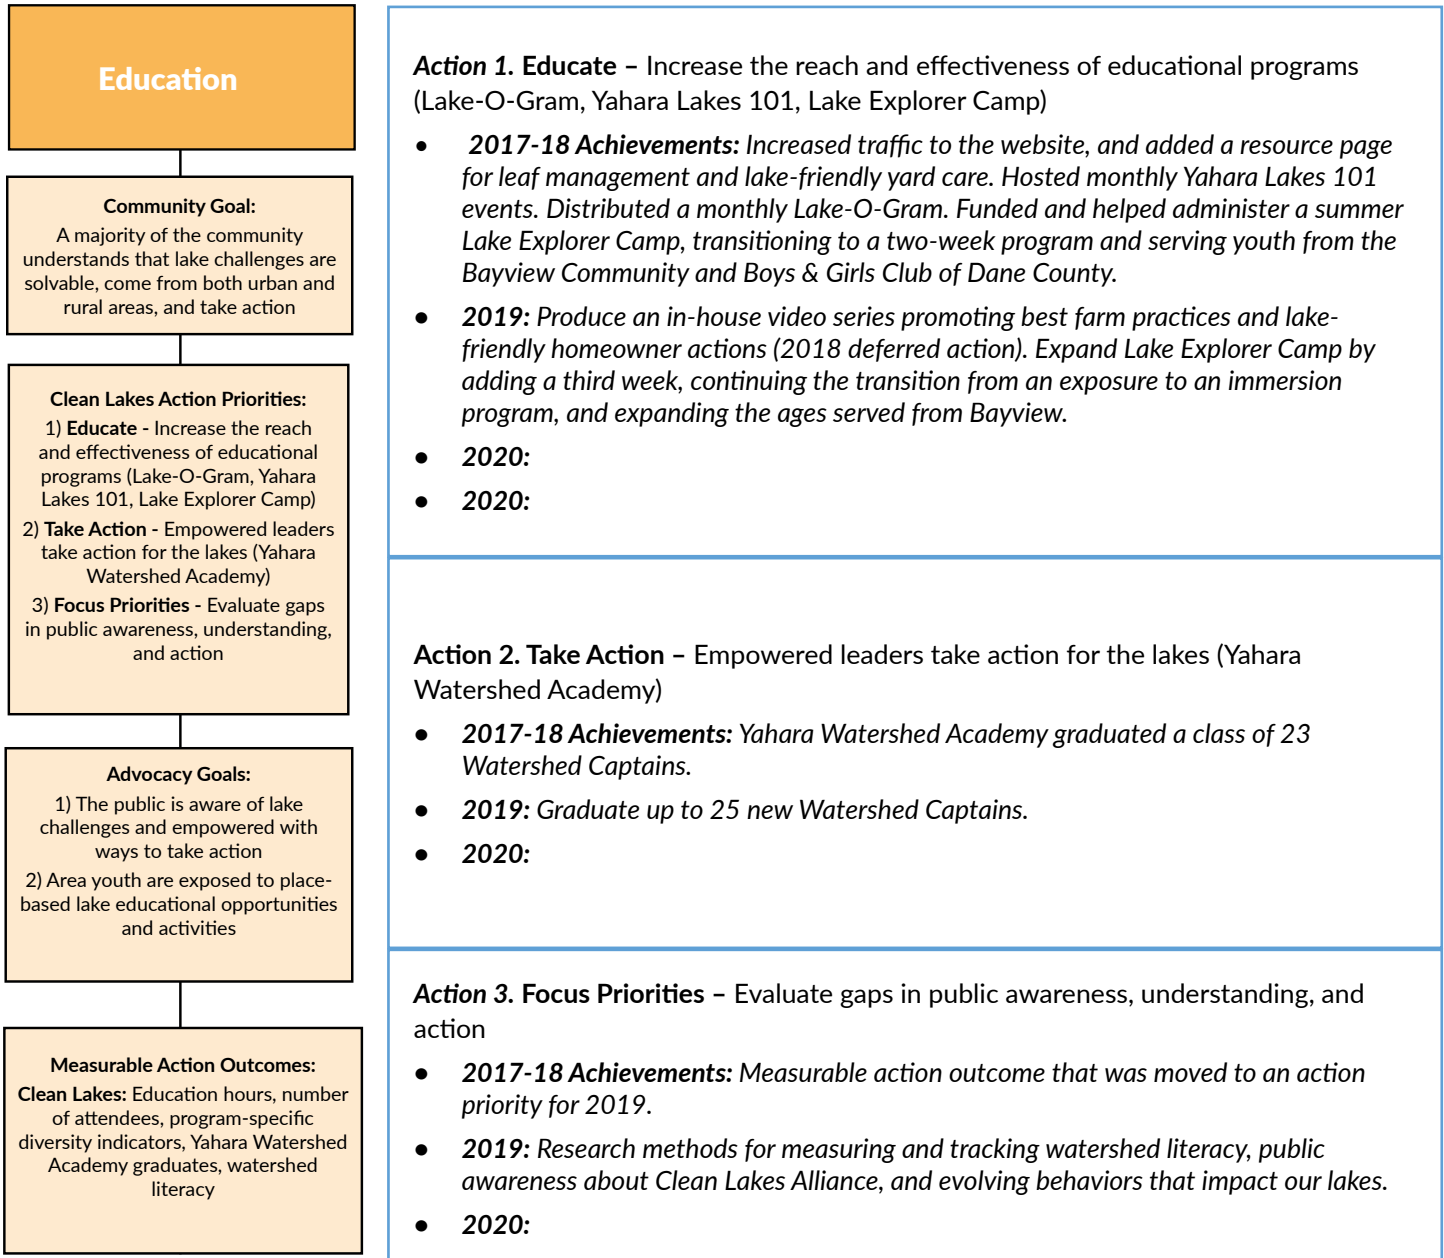 Education
Community Goal:
A majority of the community
understands that lake challenges are
solvable, come from both urban and
rural areas, and take action
Clean Lakes Action Priorities:
1) Educate - Increase the reach
and effectiveness of educational
programs (Lake-O-Gram, Yahara
Lakes 101, Lake Explorer Camp)
2) Take Action - Empowered leaders
take action for the lakes (Yahara
Watershed Academy)
3) Focus Priorities - Evaluate gaps
in public awareness, understanding,
and action
Advocacy Goals:
1) The public is aware of lake
challenges and empowered with
ways to take action
2) Area youth are exposed to place-
based lake educational opportunities
and activities
Measurable Action Outcomes:
Clean Lakes: Education hours, number
of attendees, program-specific
diversity indicators, Yahara Watershed
Academy graduates, watershed
literacy
Action 1. Educate – Increase the reach and effectiveness of educational programs
(Lake-O-Gram, Yahara Lakes 101, Lake Explorer Camp)
• 2017-18 Achievements: Increased traffic to the website, and added a resource page
for leaf management and lake-friendly yard care. Hosted monthly Yahara Lakes 101
events. Distributed a monthly Lake-O-Gram. Funded and helped administer a summer
Lake Explorer Camp, transitioning to a two-week program and serving youth from the
Bayview Community and Boys & Girls Club of Dane County.
• 2019: Produce an in-house video series promoting best farm practices and lake-
friendly homeowner actions (2018 deferred action). Expand Lake Explorer Camp by
adding a third week, continuing the transition from an exposure to an immersion
program, and expanding the ages served from Bayview.
• 2020:
• 2020:
Action 2. Take Action – Empowered leaders take action for the lakes (Yahara
Watershed Academy)
• 2017-18 Achievements: Yahara Watershed Academy graduated a class of 23
Watershed Captains.
• 2019: Graduate up to 25 new Watershed Captains.
• 2020:
Action 3. Focus Priorities – Evaluate gaps in public awareness, understanding, and
action
• 2017-18 Achievements: Measurable action outcome that was moved to an action
priority for 2019.
• 2019: Research methods for measuring and tracking watershed literacy, public
awareness about Clean Lakes Alliance, and evolving behaviors that impact our lakes.
• 2020: